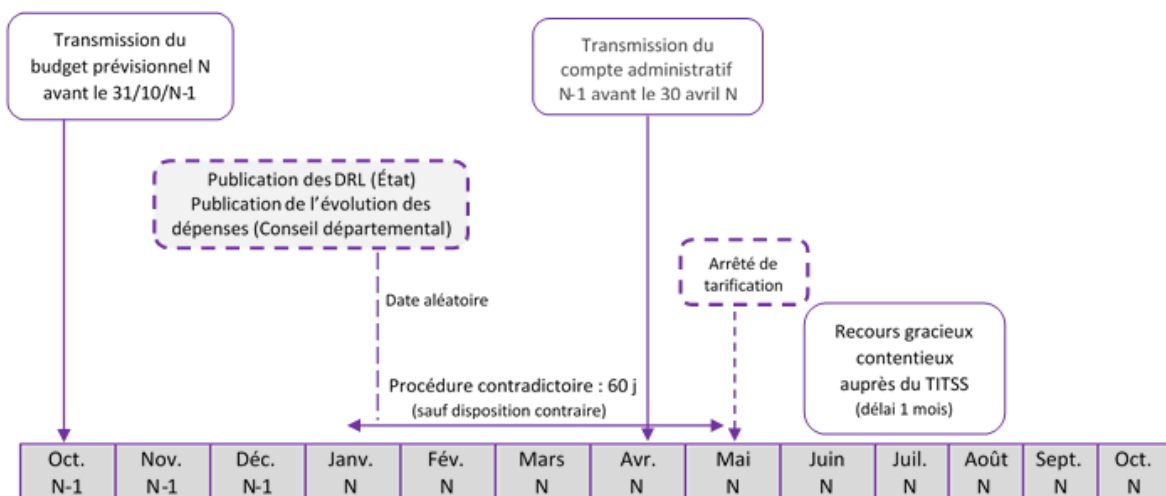 Transmission du
budget prévisionnel N
avant le 31/10/N-1
Transmission du
compte administratif
N-1 avant le 30 avril N
Publication des DRL (État)
Publication de l'évolution des
dépenses (Conseil départemental)
Arrêté de
tarification
Date aléatoire
Recours gracieux
contentieux
auprès du TITSS
(délai 1 mois)
Procédure contradictoire : 60 j
(sauf disposition contraire)
Oct. Nov. Déc. Janv. Fév. Mars Avr. Mai Juin Juil. Août Sept. Oct.
N-1 N-1 N-1 N N N N N N N N N N